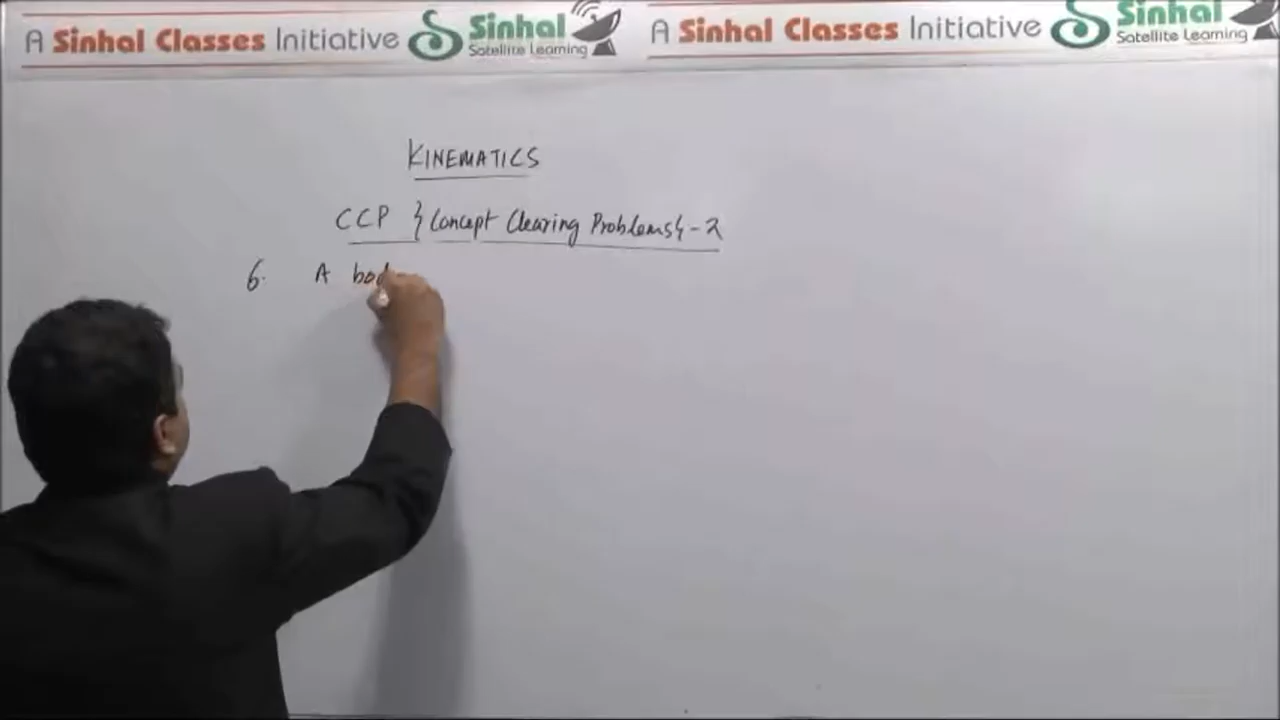 A Sinhal Classes Initiative Sinhal Satellite Learning A Sinhal Classes Initiative Sinhal Satellite Learning
KINEMATICS
CCP } Concept Clearing Problems} - 2
6. A bod